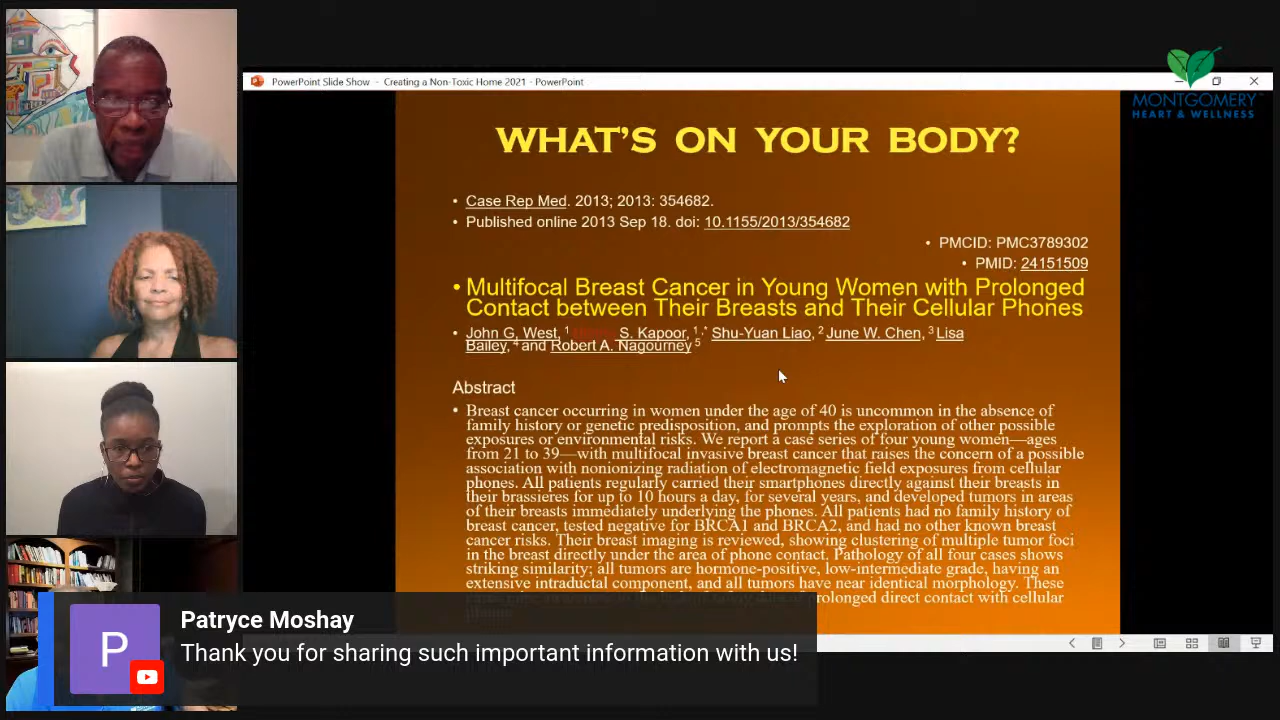 PowerPoint Slide Show - Creating a Non-Toxic Home 2021 - PowerPoint
MONTGOMERY
HEART & WELLNESS
WHAT'S ON YOUR BODY?
• Case Rep Med. 2013; 2013: 354682.
• Published online 2013 Sep 18. doi: 10.1155/2013/354682
• PMCID: PMC3789302
• PMID: 24151509
• Multifocal Breast Cancer in Young Women with Prolonged
Contact between Their Breasts and Their Cellular Phones
• John G. West, 1 S. Kapoor, 1,* Shu-Yuan Liao, 2 June W. Chen, 3 Lisa
Bailey, 4 and Robert A. Nagourney 5
Abstract
• Breast cancer occurring in women under the age of 40 is uncommon in the absence of
family history or genetic predisposition, and prompts the exploration of other possible
exposures or environmental risks. We report a case series of four young women—ages
from 21 to 39—with multifocal invasive breast cancer that raises the concern of a possible
association with nonionizing radiation of electromagnetic field exposures from cellular
phones. All patients regularly carried their smartphones directly against their breasts in
their brassieres for up to 10 hours a day, for several years, and developed tumors in areas
of their breasts immediately underlying the phones. All patients had no family history of
breast cancer, tested negative for BRCA1 and BRCA2, and had no other known breast
cancer risks. Their breast imaging is reviewed, showing clustering of multiple tumor foci
in the breast directly under the area of phone contact. Pathology of all four cases shows
striking similarity; all tumors are hormone-positive, low-intermediate grade, having an
extensive intraductal component, and all tumors have near identical morphology. These
prolonged direct contact with cellular
P
Patryce Moshay
Thank you for sharing such important information with us!